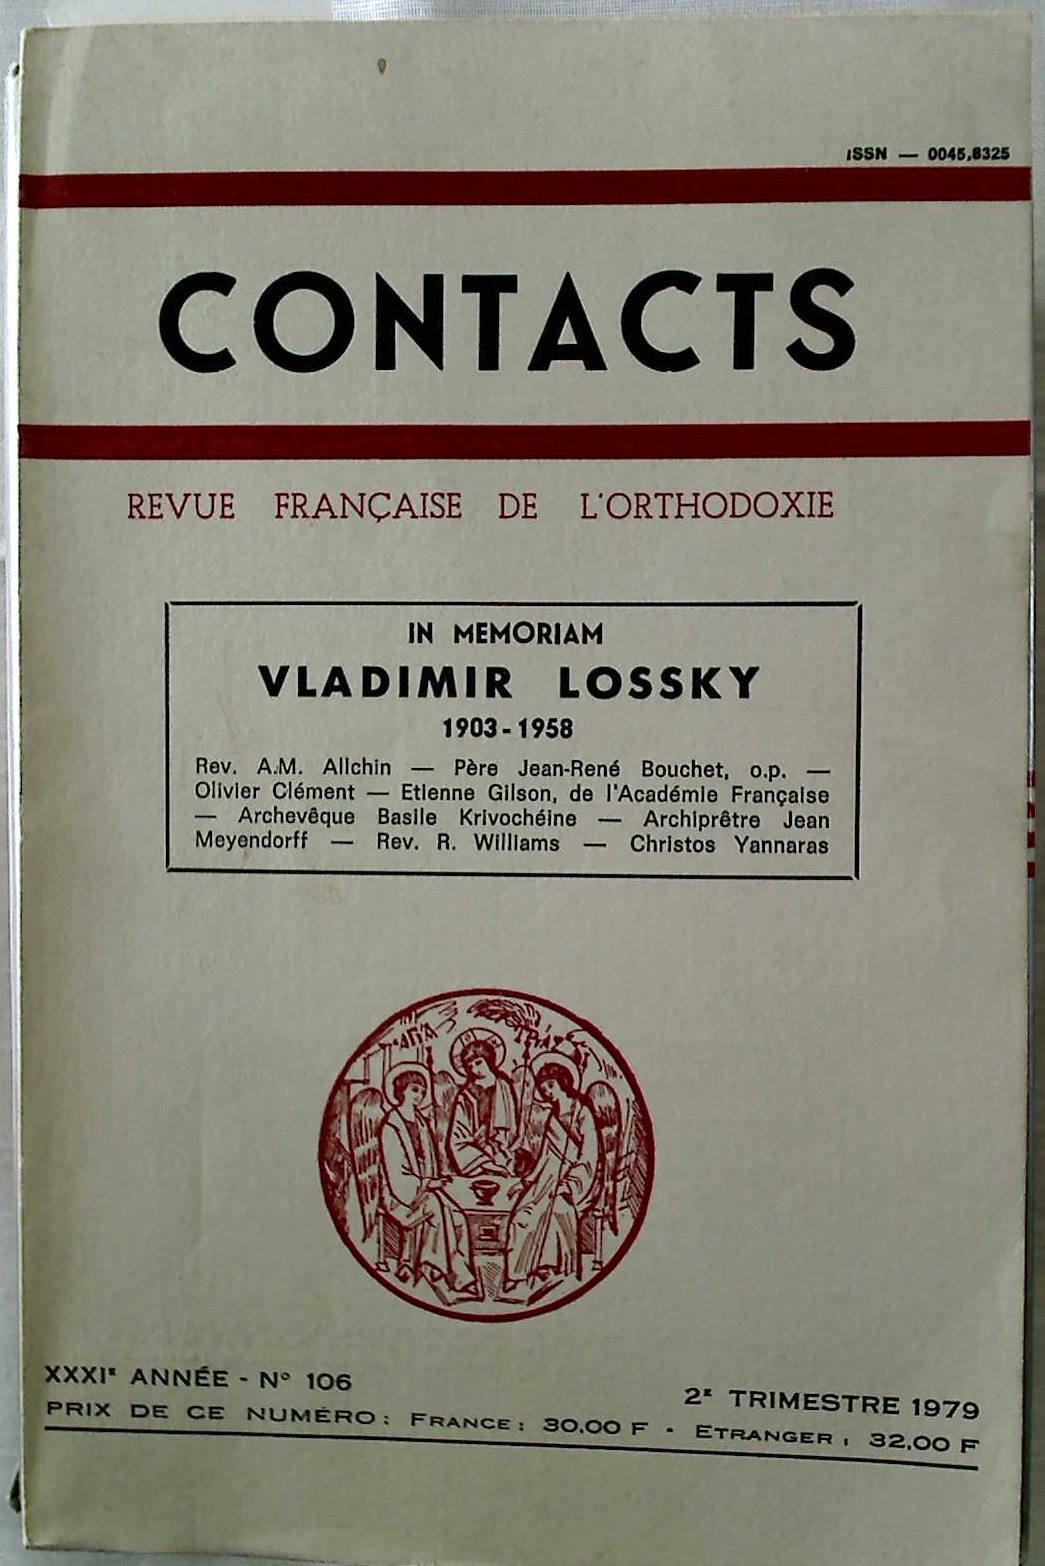 ISSN — 0045,8325
CONTACTS
REVUE FRANÇAISE DE L'ORTHODOXIE
IN MEMORIAM
VLADIMIR LOSSKY
1903-1958
Rev. A.M. Allchin — Père Jean-René Bouchet, o.p. —
Olivier Clément — Etienne Gilson, de l'Académie Française
— Archevêque Basile Krivochéine — Archiprêtre Jean
Meyendorff — Rev. R. Williams — Christos Yannaras
XXXIᵉ ANNÉE - N° 106
2ᴱ TRIMESTRE 1979
PRIX DE CE NUMÉRO : FRANCE : 30.00 F - ETRANGER : 32,00 F